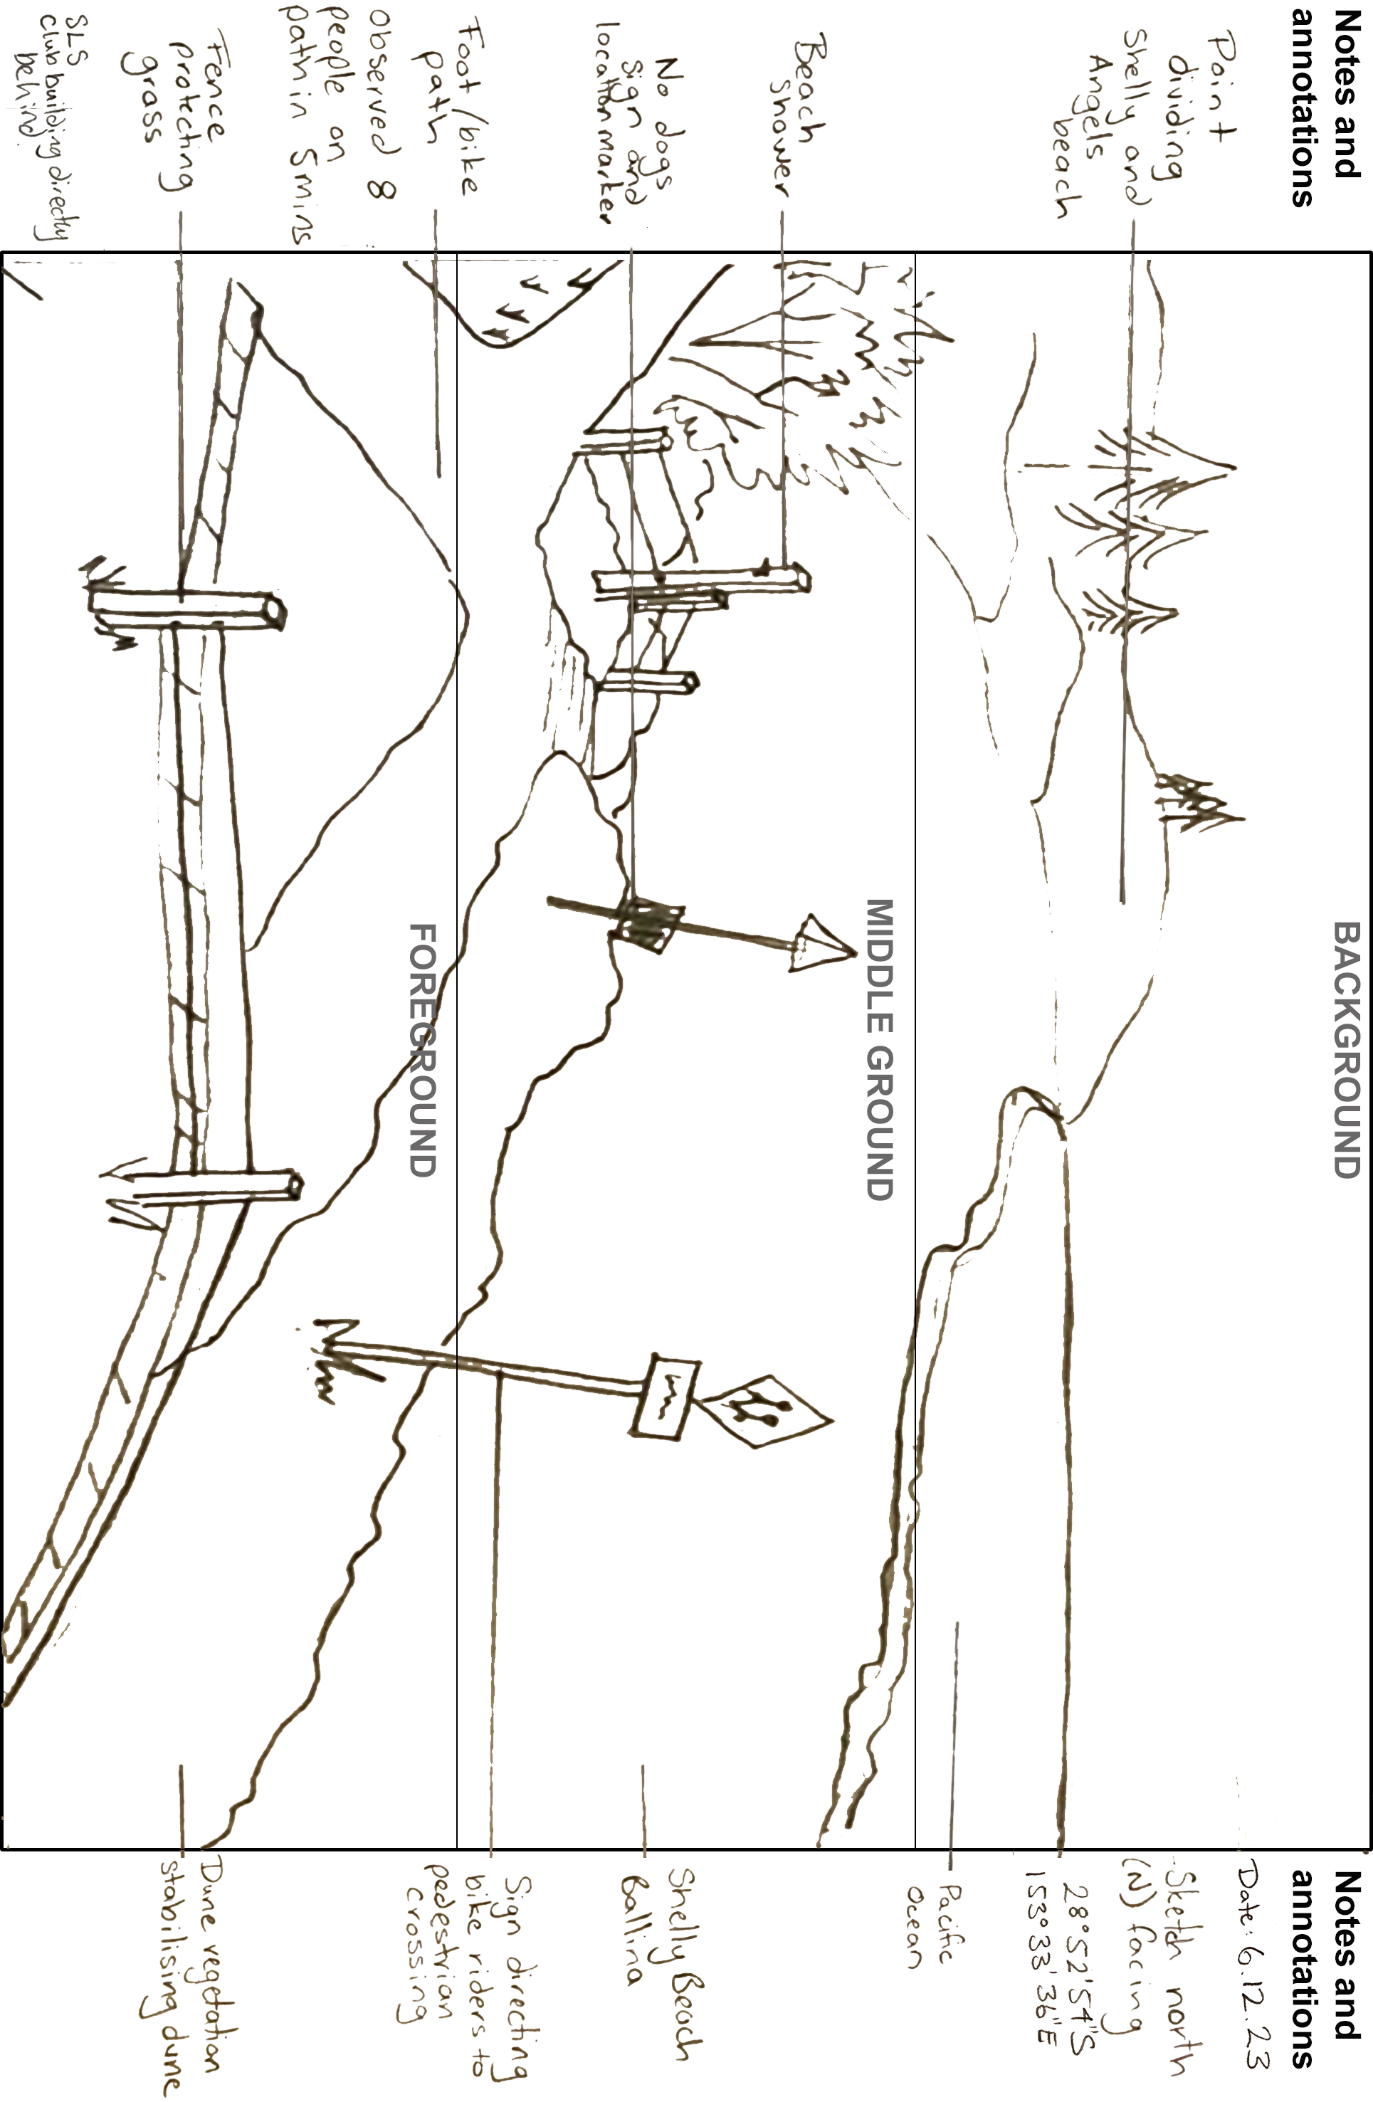 Notes and
annotations
Point
dividing
Shelly and
Angels
beach
Beach
shower
No dogs
sign and
location marker
Foot/bike
path
Observed 8
people on
path in 5mins
Fence
protecting
grass
SLS
club building directly
behind.
BACKGROUND
MIDDLE GROUND
FOREGROUND
Notes and
annotations
Date: 6.12.23
Sketch north
(N) facing
28°52'54"S
153°33'36"E
Pacific
Ocean
Shelly Beach
Ballina
Sign directing
bike riders to
pedestrian
crossing
Dune vegetation
stabilising dune